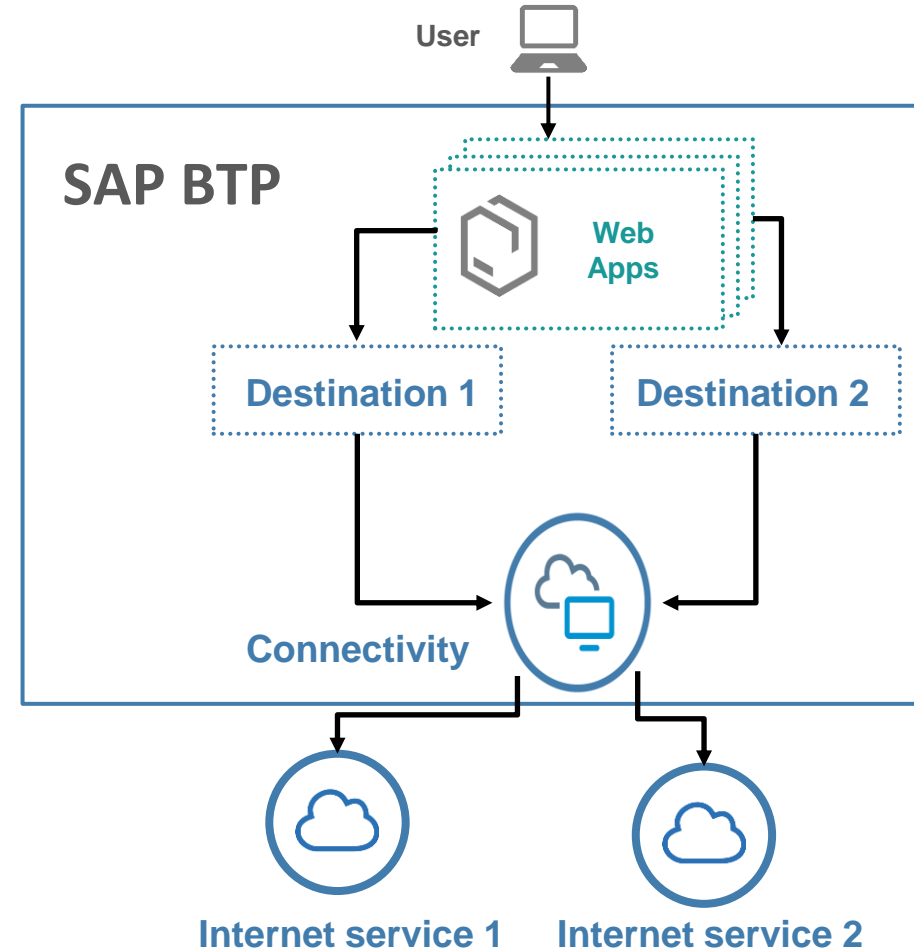 User
SAP BTP
Web
Apps
Destination 1
Destination 2
Connectivity
Internet service 1
Internet service 2